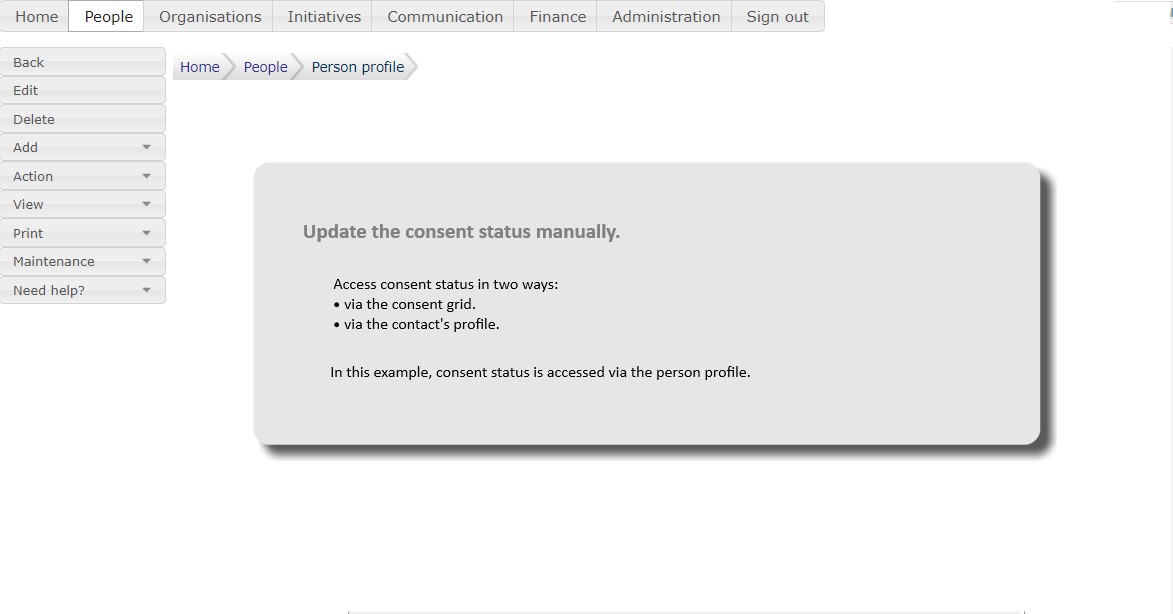 Home People Organisations Initiatives Communication Finance Administration Sign out
Back
Edit
Delete
Add
Action
View
Print
Maintenance
Need help?
Home People Person profile
Update the consent status manually.
Access consent status in two ways:
• via the consent grid.
• via the contact's profile.
In this example, consent status is accessed via the person profile.